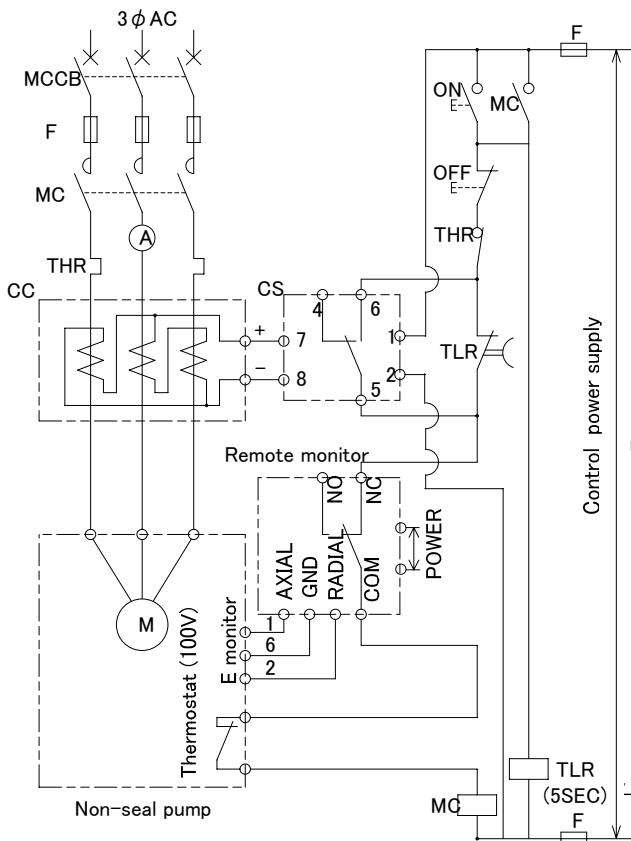 3φAC
F
MCCB
ON
MC
F
OFF
MC
THR
A
THR
CC
CS
4
6
+
7
1
TLR
−
8
2
5
Control power supply
Remote monitor
NO
NC
POWER
AXIAL
GND
RADIAL
COM
M
1
6
2
E monitor
Thermostat (100V)
TLR
(5SEC)
MC
F
Non-seal pump